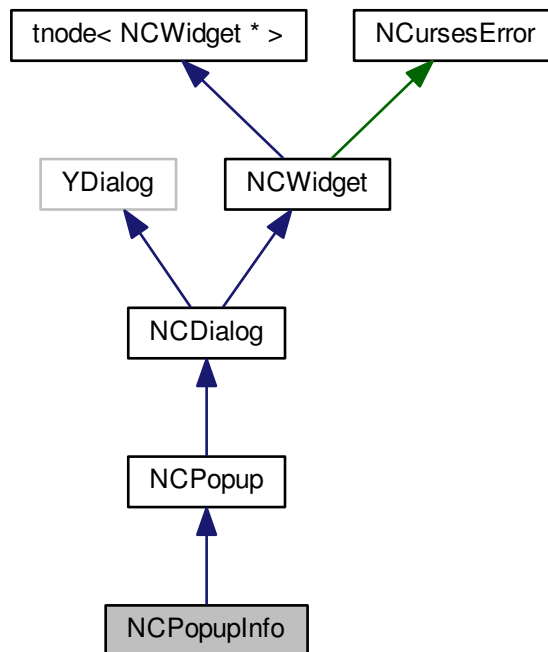 tnode< NCWidget * >
NCursesError
YDialog
NCWidget
NCDialog
NCPopup
NCPopupInfo